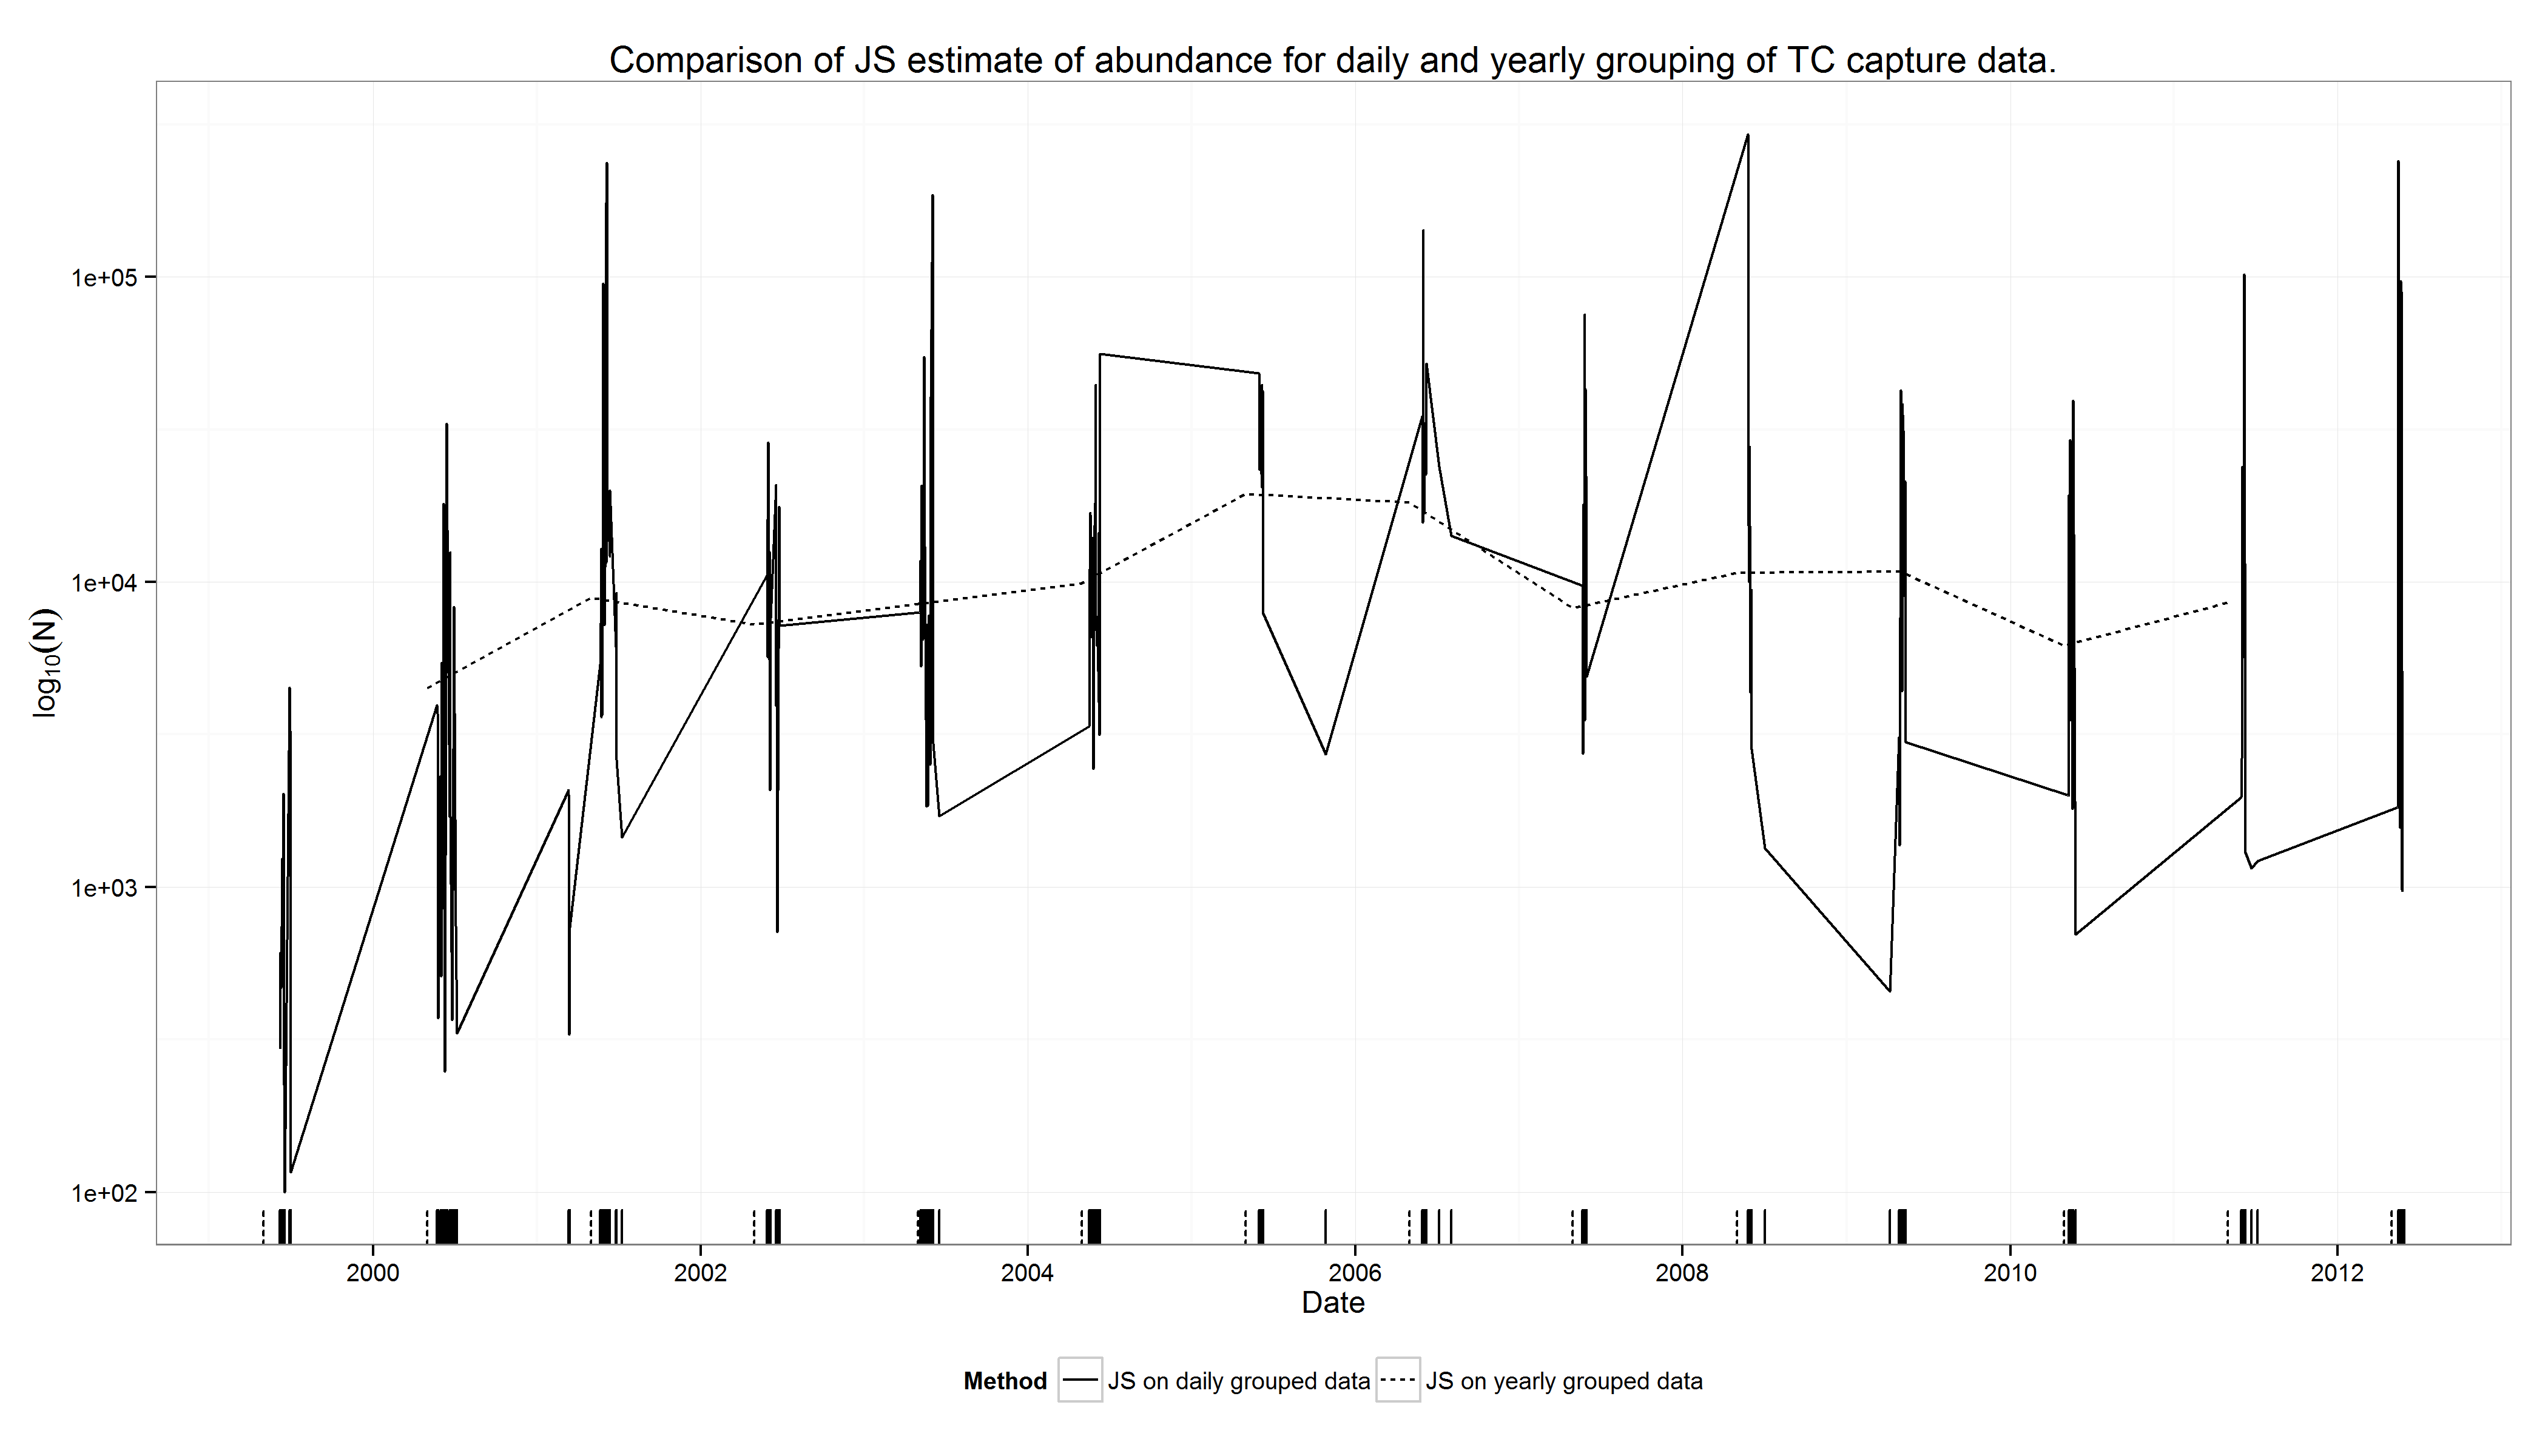 Comparison of JS estimate of abundance for daily and yearly grouping of TC capture data.
log₁₀(N)
1e+05
1e+04
1e+03
1e+02
2000 2002 2004 2006 2008 2010 2012
Date
Method JS on daily grouped data JS on yearly grouped data